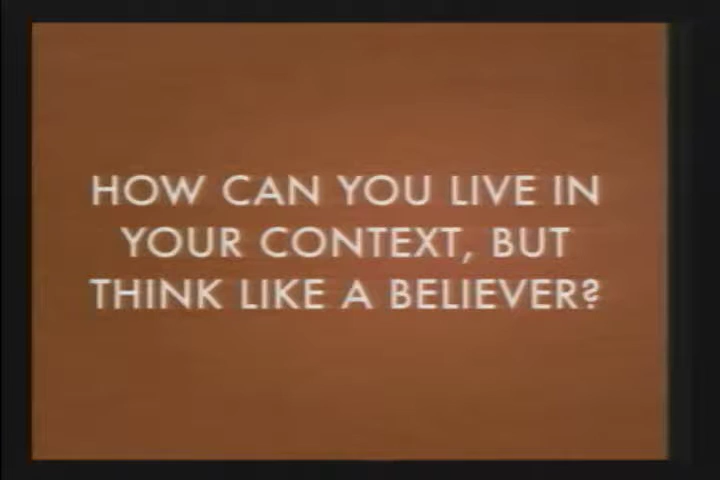 HOW CAN YOU LIVE IN
YOUR CONTEXT, BUT
THINK LIKE A BELIEVER?